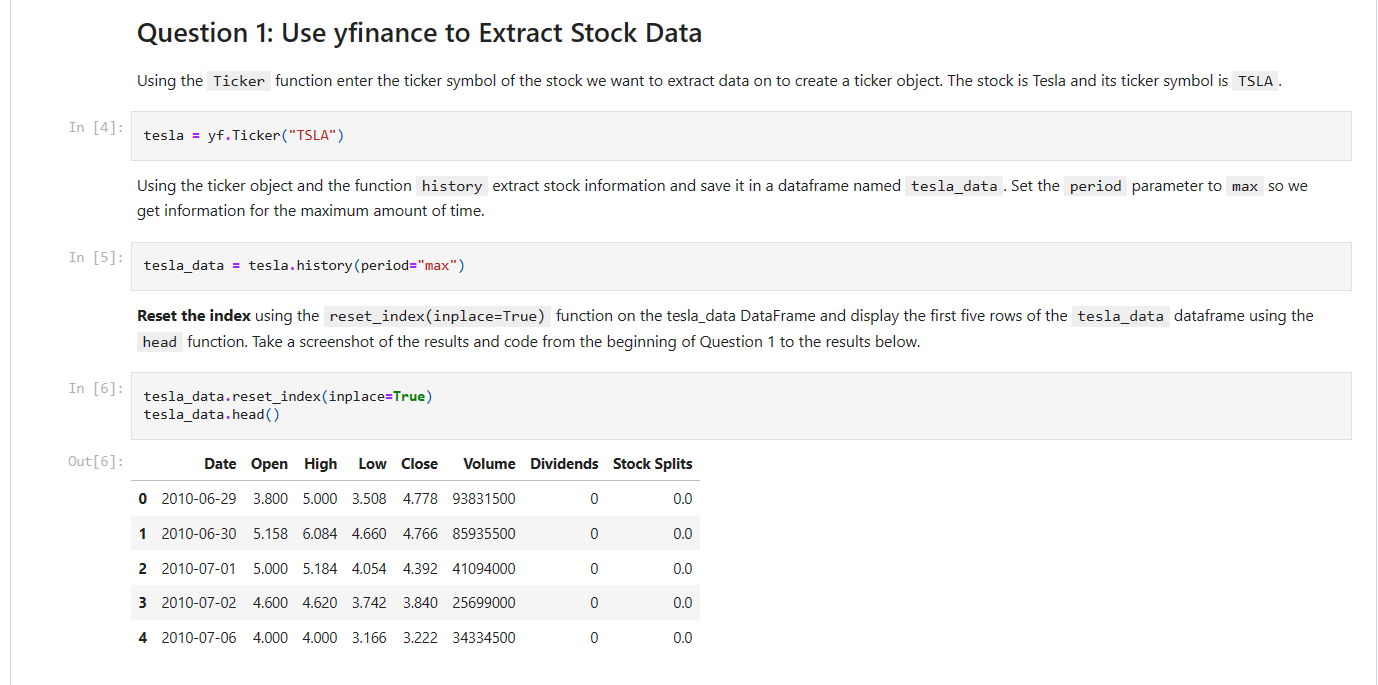 Question 1: Use yfinance to Extract Stock Data
Using the Ticker function enter the ticker symbol of the stock we want to extract data on to create a ticker object. The stock is Tesla and its ticker symbol is TSLA.
In [4]: tesla = yf.Ticker("TSLA")
Using the ticker object and the function history extract stock information and save it in a dataframe named tesla_data. Set the period parameter to max so we
get information for the maximum amount of time.
In [5]: tesla_data = tesla.history(period="max")
Reset the index using the reset_index(inplace=True) function on the tesla_data DataFrame and display the first five rows of the tesla_data dataframe using the
head function. Take a screenshot of the results and code from the beginning of Question 1 to the results below.
In [6]: tesla_data.reset_index(inplace=True)
tesla_data.head()
Out[6]: Date Open High Low Close Volume Dividends Stock Splits
0 2010-06-29 3.800 5.000 3.508 4.778 93831500 0 0.0
1 2010-06-30 5.158 6.084 4.660 4.766 85935500 0 0.0
2 2010-07-01 5.000 5.184 4.054 4.392 41094000 0 0.0
3 2010-07-02 4.600 4.620 3.742 3.840 25699000 0 0.0
4 2010-07-06 4.000 4.000 3.166 3.222 34334500 0 0.0